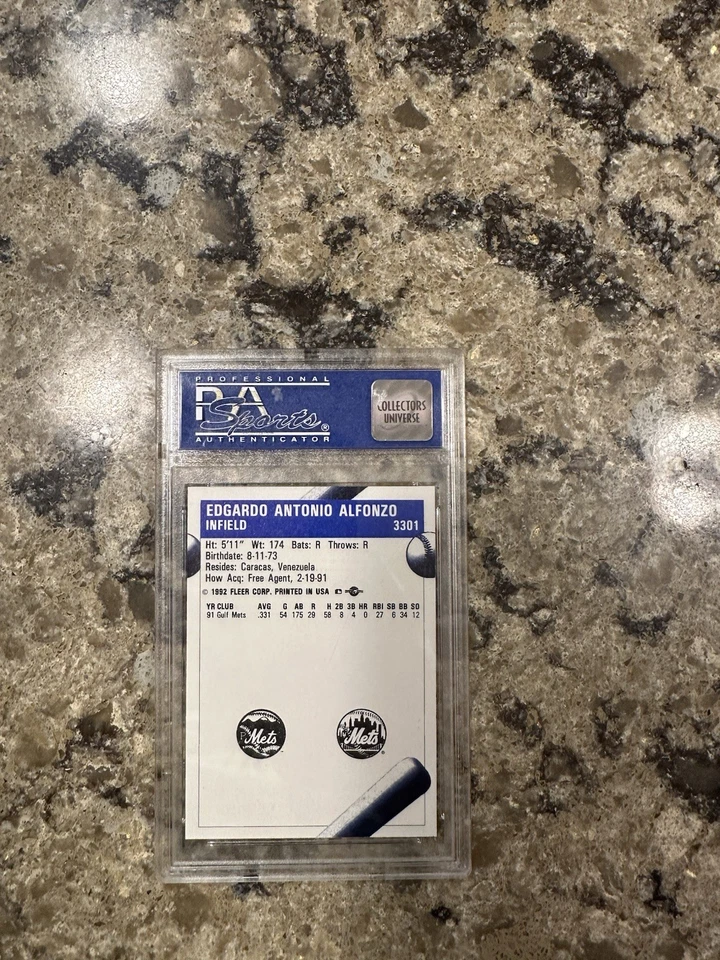 PROFESSIONAL
PSA
Sports®
AUTHENTICATOR
COLLECTORS
UNIVERSE
EDGARDO ANTONIO ALFONZO
INFIELD 3301
Ht: 5'11" Wt: 174 Bats: R Throws: R
Birthdate: 8-11-73
Resides: Caracas, Venezuela
How Acq: Free Agent, 2-19-91
© 1992 FLEER CORP. PRINTED IN USA
YR CLUB AVG G AB R H 2B 3B HR RBI SB BB SO
91 Gulf Mets .331 54 175 29 58 8 4 0 27 6 34 12
Mets Mets ®